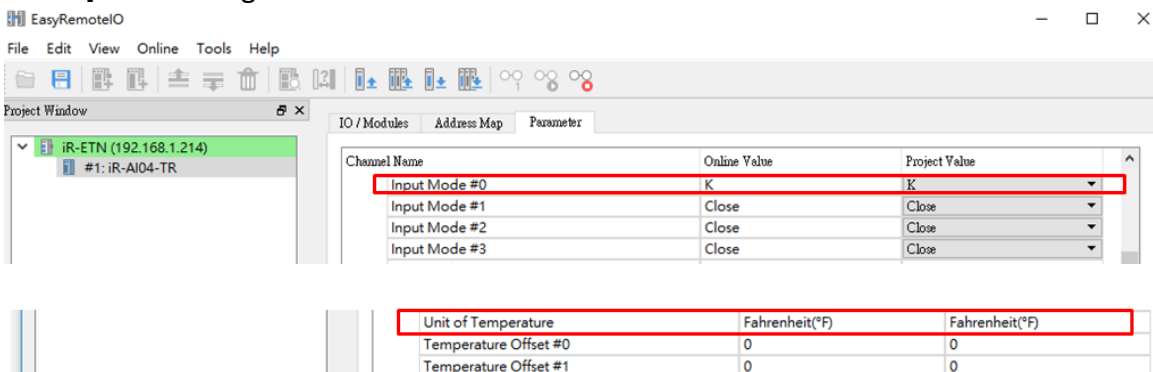 EasyRemoteIO
File Edit View Online Tools Help
Project Window
IO / Modules Address Map Parameter
iR-ETN (192.168.1.214)
#1: iR-AI04-TR
Channel Name Online Value Project Value
Input Mode #0 K K
Input Mode #1 Close Close
Input Mode #2 Close Close
Input Mode #3 Close Close
Unit of Temperature Fahrenheit(°F) Fahrenheit(°F)
Temperature Offset #0 0 0
Temperature Offset #1 0 0